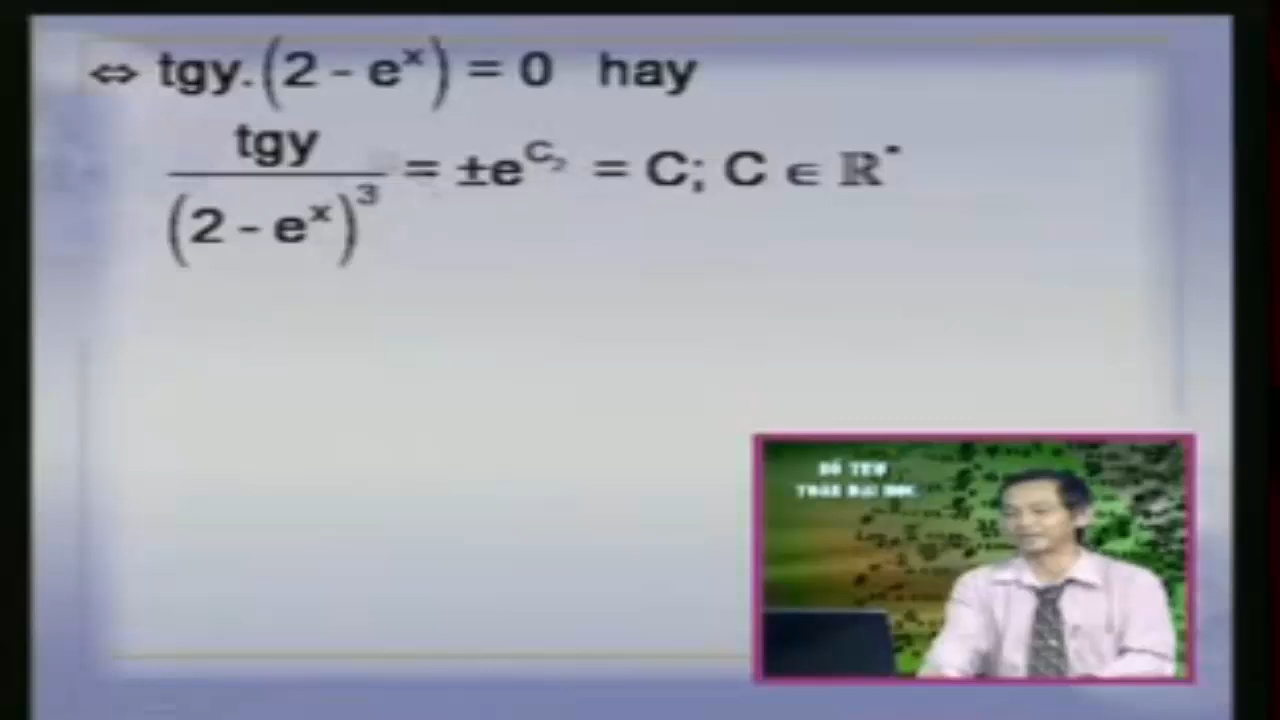 ⇔ tgy.(2 - eˣ) = 0 hay
tgy / (2 - eˣ)³ = ±e^C₂ = C; C ∈ ℝ*